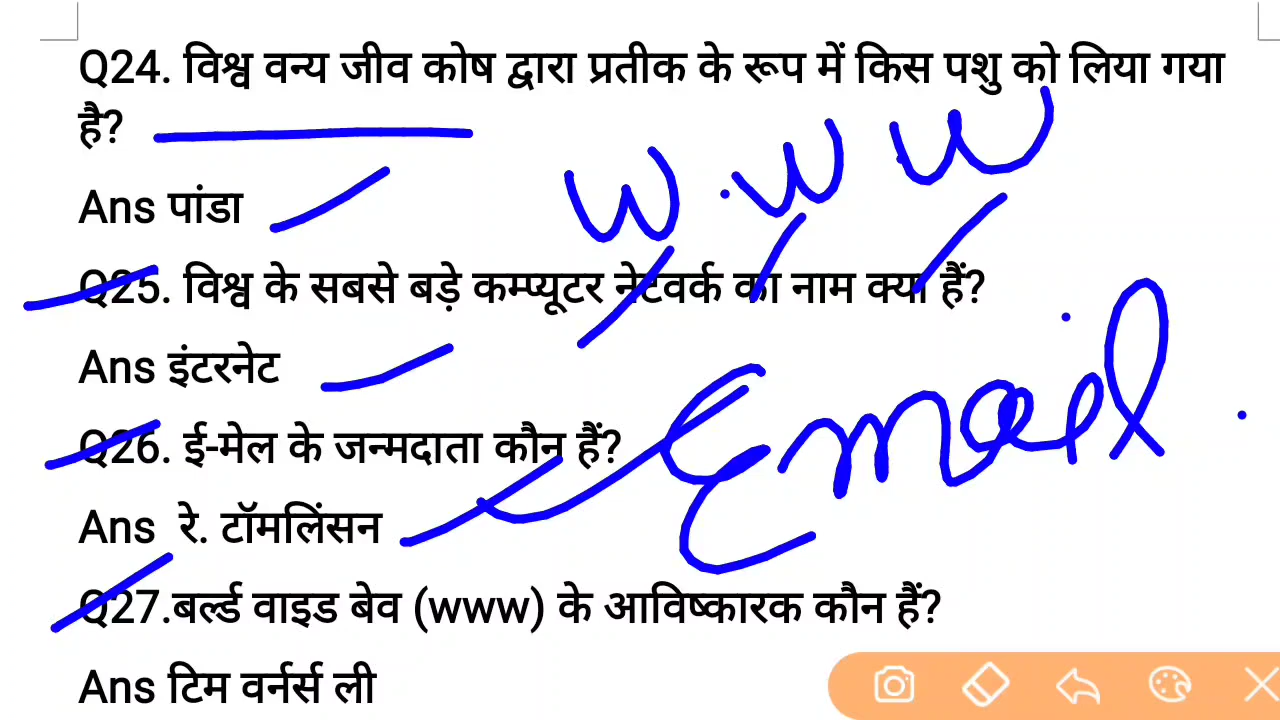 Q24. विश्व वन्य जीव कोष द्वारा प्रतीक के रूप में किस पशु को लिया गया
है?
W.WW
Ans पांडा
Q25. विश्व के सबसे बड़े कम्प्यूटर नेटवर्क का नाम क्या हैं?
Ans इंटरनेट
Email
Q26. ई-मेल के जन्मदाता कौन हैं?
Ans रे. टॉमलिंसन
Q27.बर्ल्ड वाइड बेव (www) के आविष्कारक कौन हैं?
Ans टिम वर्नर्स ली